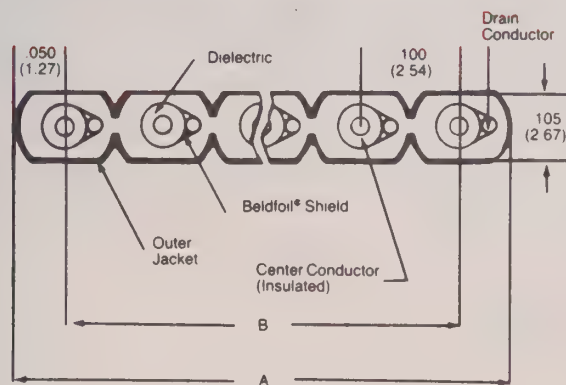 .050
(1.27)
Dielectric
100
(2 54)
Drain
Conductor
105
(2 67)
Beldfoil® Shield
Outer
Jacket
Center Conductor
(Insulated)
B
A